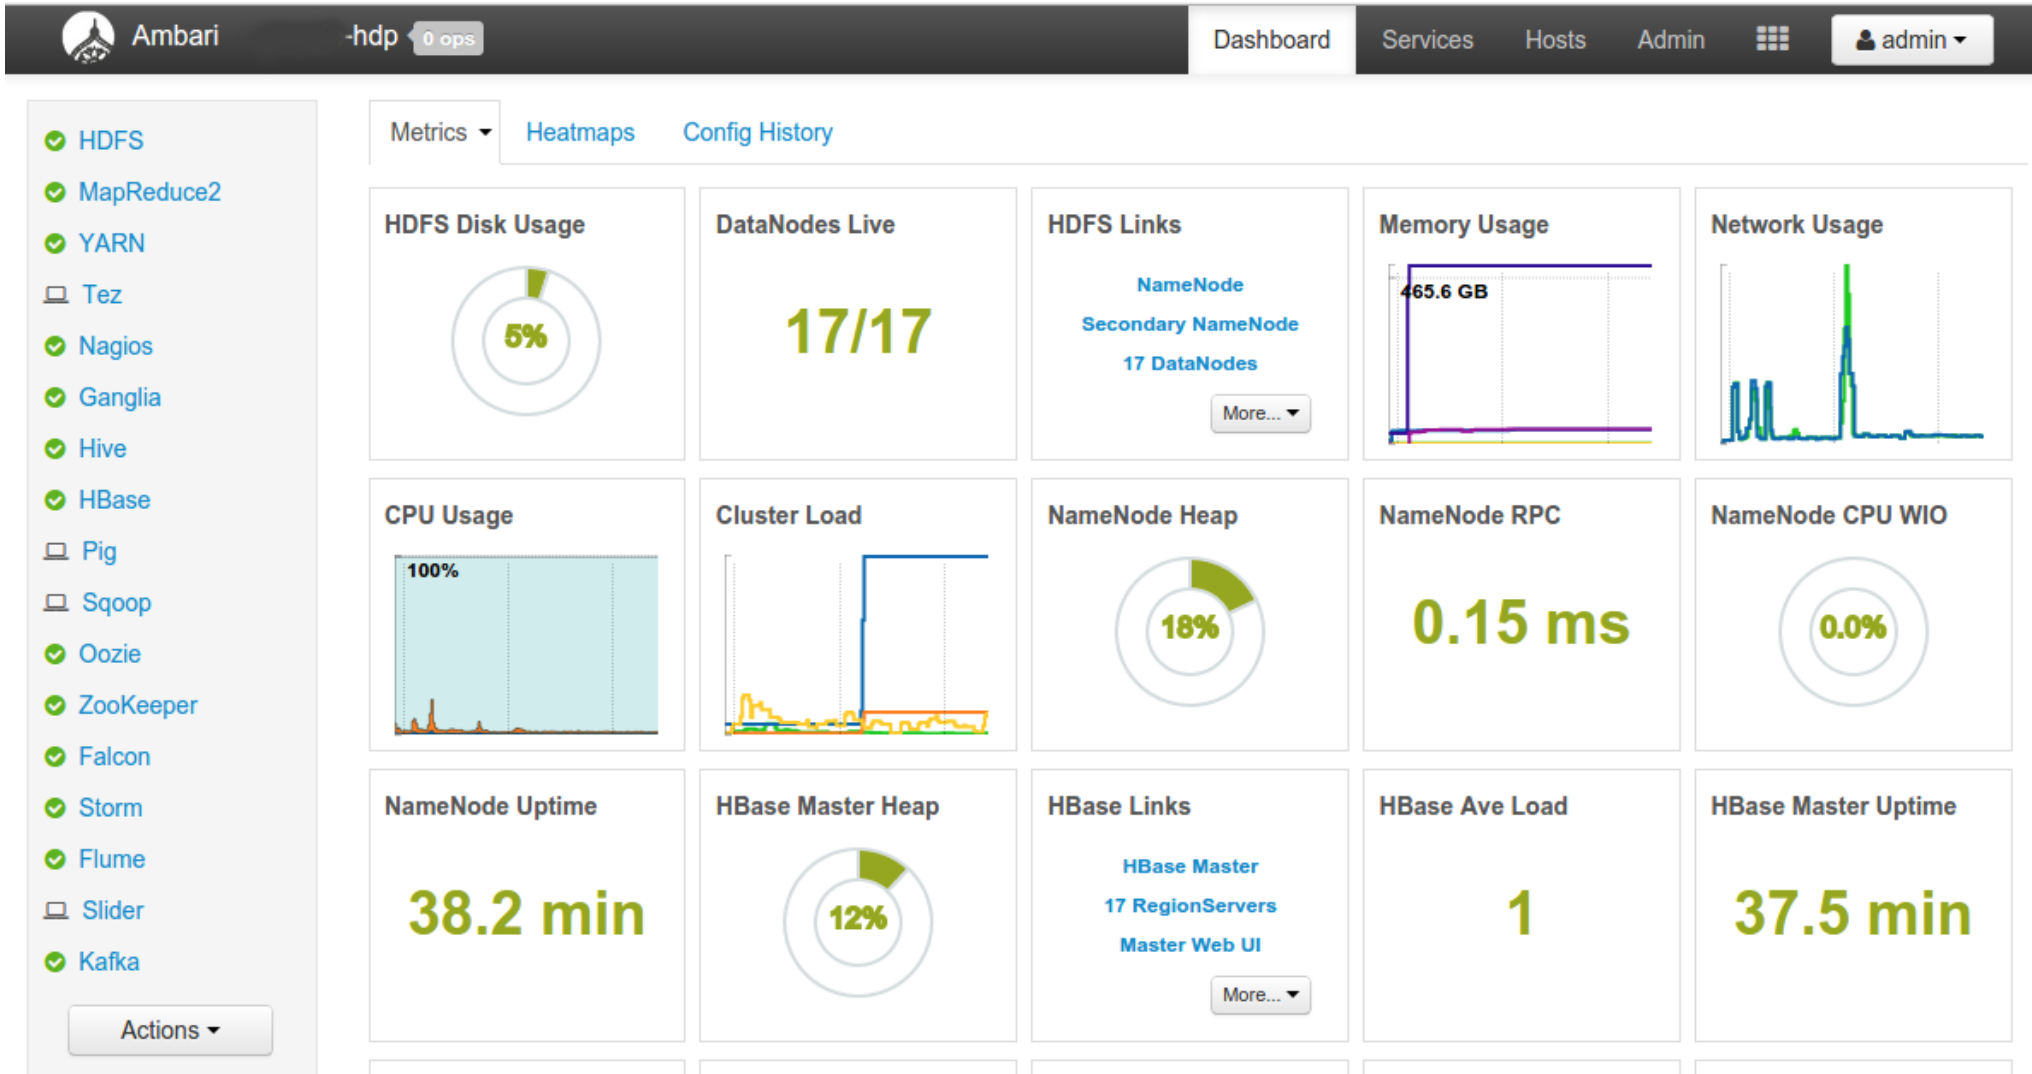 Ambari -hdp 0 ops Dashboard Services Hosts Admin admin
HDFS
MapReduce2
YARN
Tez
Nagios
Ganglia
Hive
HBase
Pig
Sqoop
Oozie
ZooKeeper
Falcon
Storm
Flume
Slider
Kafka
Actions
Metrics Heatmaps Config History
HDFS Disk Usage
5%
DataNodes Live
17/17
HDFS Links
NameNode
Secondary NameNode
17 DataNodes
More...
Memory Usage
465.6 GB
Network Usage
CPU Usage
100%
Cluster Load
NameNode Heap
18%
NameNode RPC
0.15 ms
NameNode CPU WIO
0.0%
NameNode Uptime
38.2 min
HBase Master Heap
12%
HBase Links
HBase Master
17 RegionServers
Master Web UI
More...
HBase Ave Load
1
HBase Master Uptime
37.5 min